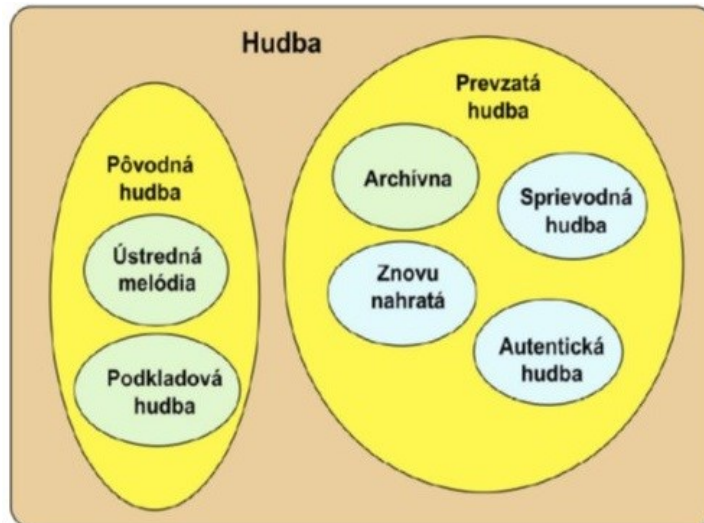 Hudba
Pôvodná
hudba
Ústredná
melódia
Podkladová
hudba
Prevzatá
hudba
Archívna
Sprievodná
hudba
Znovu
nahratá
Autentická
hudba